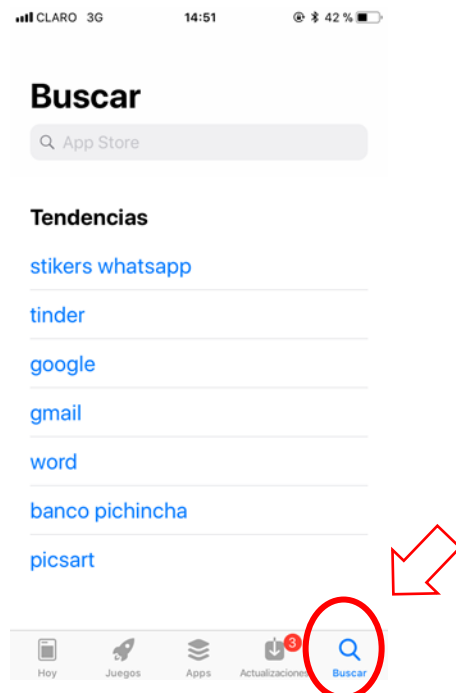 CLARO 3G 14:51 42 %
Buscar
App Store
Tendencias
stikers whatsapp
tinder
google
gmail
word
banco pichincha
picsart
3
Hoy Juegos Apps Actualizaciones Buscar